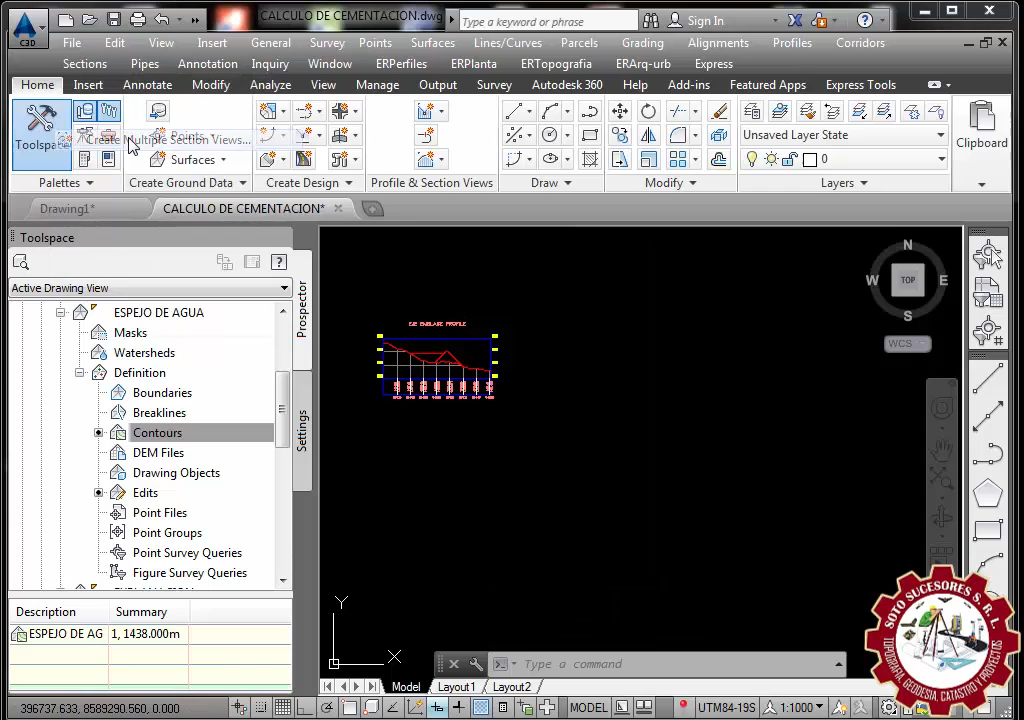 CALCULO DE CEMENTACION.dwg
Type a keyword or phrase
Sign In
C3D
File Edit View Insert General Survey Points Surfaces Lines/Curves Parcels Grading Alignments Profiles Corridors
Sections Pipes Annotation Inquiry Window ERPerfiles ERPlanta ERTopografia ERArq-urb Express
Home Insert Annotate Modify Analyze View Manage Output Survey Autodesk 360 Help Add-ins Featured Apps Express Tools
Create Multiple Section Views...
Points
Unsaved Layer State
Toolspace
Surfaces
0
Clipboard
Palettes Create Ground Data Create Design Profile & Section Views Draw Modify Layers
Drawing1* CALCULO DE CEMENTACION*
Toolspace
Active Drawing View
Prospector
Settings
ESPEJO DE AGUA
Masks
Watersheds
Definition
Boundaries
Breaklines
Contours
DEM Files
Drawing Objects
Edits
Point Files
Point Groups
Point Survey Queries
Figure Survey Queries
Description Summary
ESPEJO DE AG 1, 1438.000m
EJE EMBLASE PROFILE
N
W TOP E
S
WCS
Y
X
Type a command
Model Layout1 Layout2
396737.633, 8589290.560, 0.000
MODEL
UTM84-19S
1:1000
SOTO SUCESORES S.R.L.
TOPOGRAFIA, GEODESIA, CATASTRO Y PROYECTOS